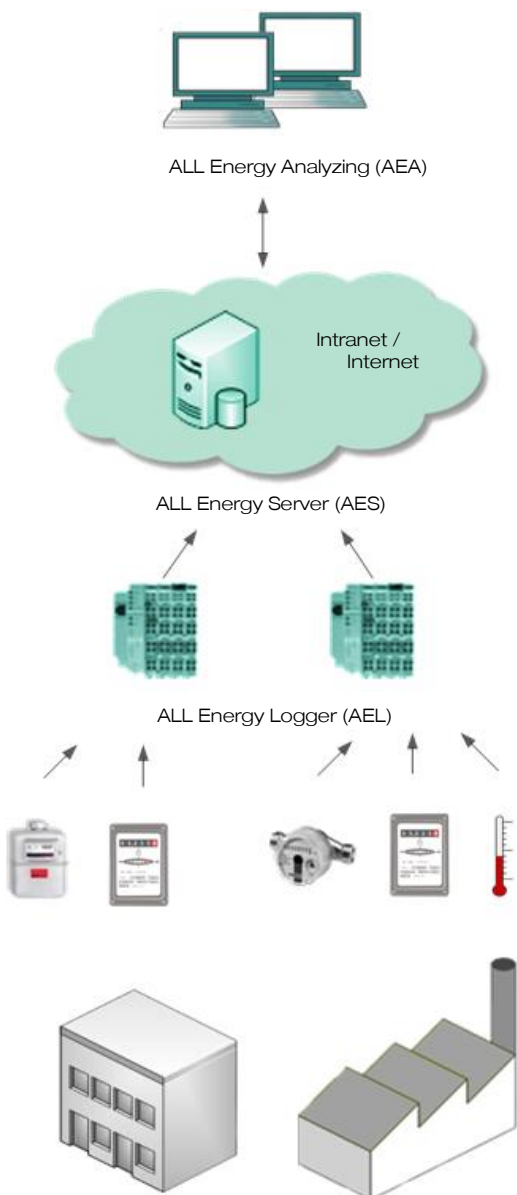 ALL Energy Analyzing (AEA)
Intranet /
Internet
ALL Energy Server (AES)
ALL Energy Logger (AEL)